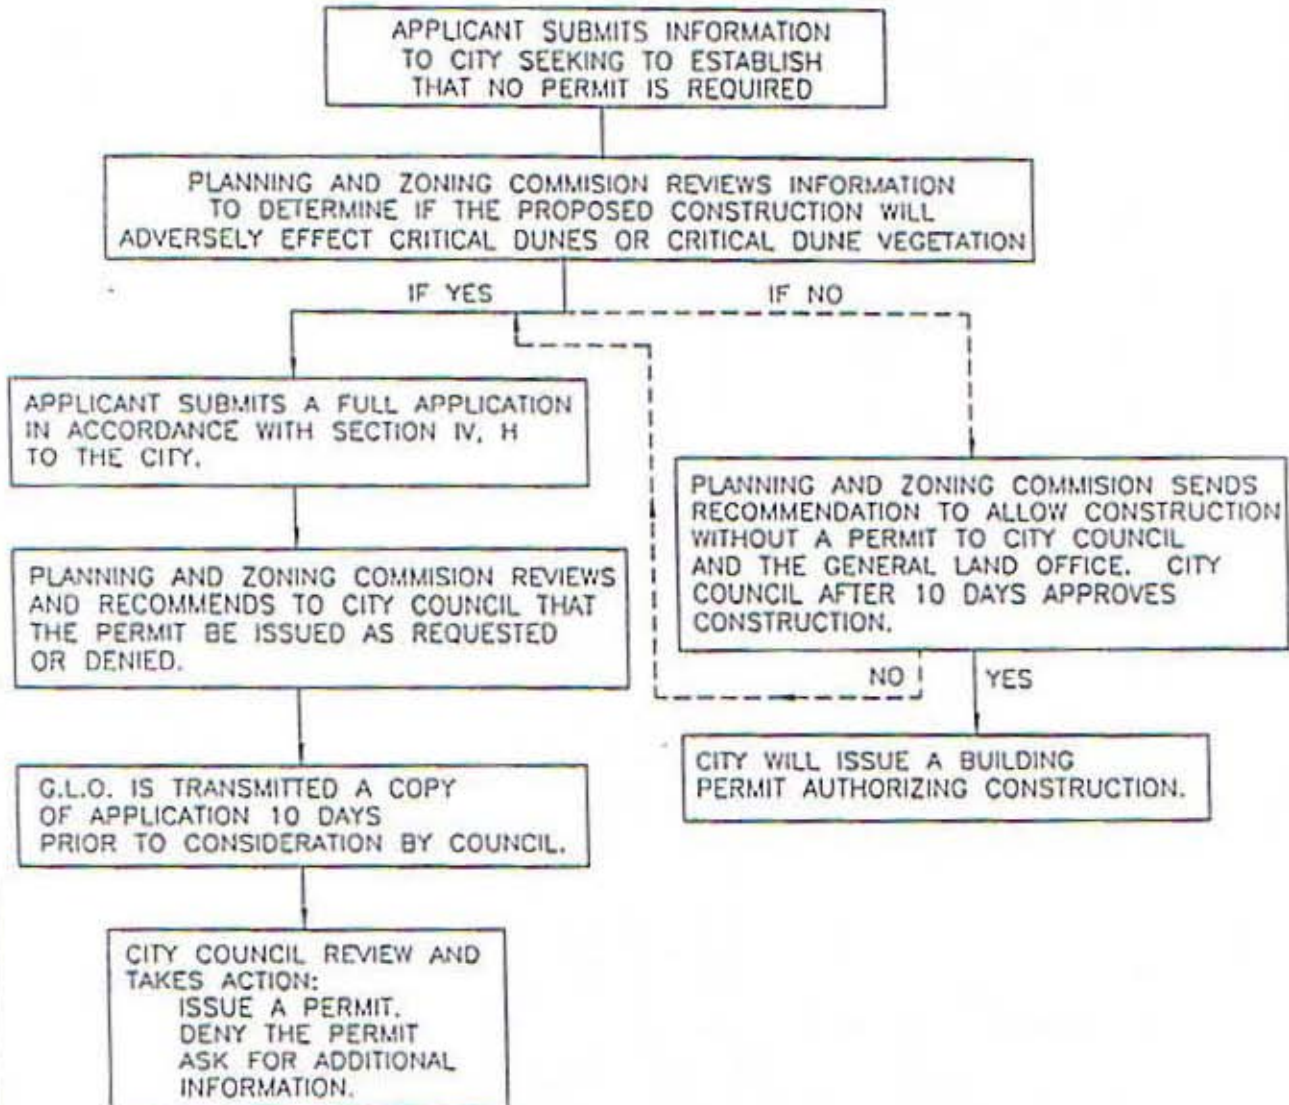 APPLICANT SUBMITS INFORMATION
TO CITY SEEKING TO ESTABLISH
THAT NO PERMIT IS REQUIRED
PLANNING AND ZONING COMMISION REVIEWS INFORMATION
TO DETERMINE IF THE PROPOSED CONSTRUCTION WILL
ADVERSELY EFFECT CRITICAL DUNES OR CRITICAL DUNE VEGETATION
IF YES
IF NO
APPLICANT SUBMITS A FULL APPLICATION
IN ACCORDANCE WITH SECTION IV, H
TO THE CITY.
PLANNING AND ZONING COMMISION SENDS
RECOMMENDATION TO ALLOW CONSTRUCTION
WITHOUT A PERMIT TO CITY COUNCIL
AND THE GENERAL LAND OFFICE. CITY
COUNCIL AFTER 10 DAYS APPROVES
CONSTRUCTION.
NO
YES
PLANNING AND ZONING COMMISION REVIEWS
AND RECOMMENDS TO CITY COUNCIL THAT
THE PERMIT BE ISSUED AS REQUESTED
OR DENIED.
CITY WILL ISSUE A BUILDING
PERMIT AUTHORIZING CONSTRUCTION.
G.L.O. IS TRANSMITTED A COPY
OF APPLICATION 10 DAYS
PRIOR TO CONSIDERATION BY COUNCIL.
CITY COUNCIL REVIEW AND
TAKES ACTION:
ISSUE A PERMIT.
DENY THE PERMIT
ASK FOR ADDITIONAL
INFORMATION.